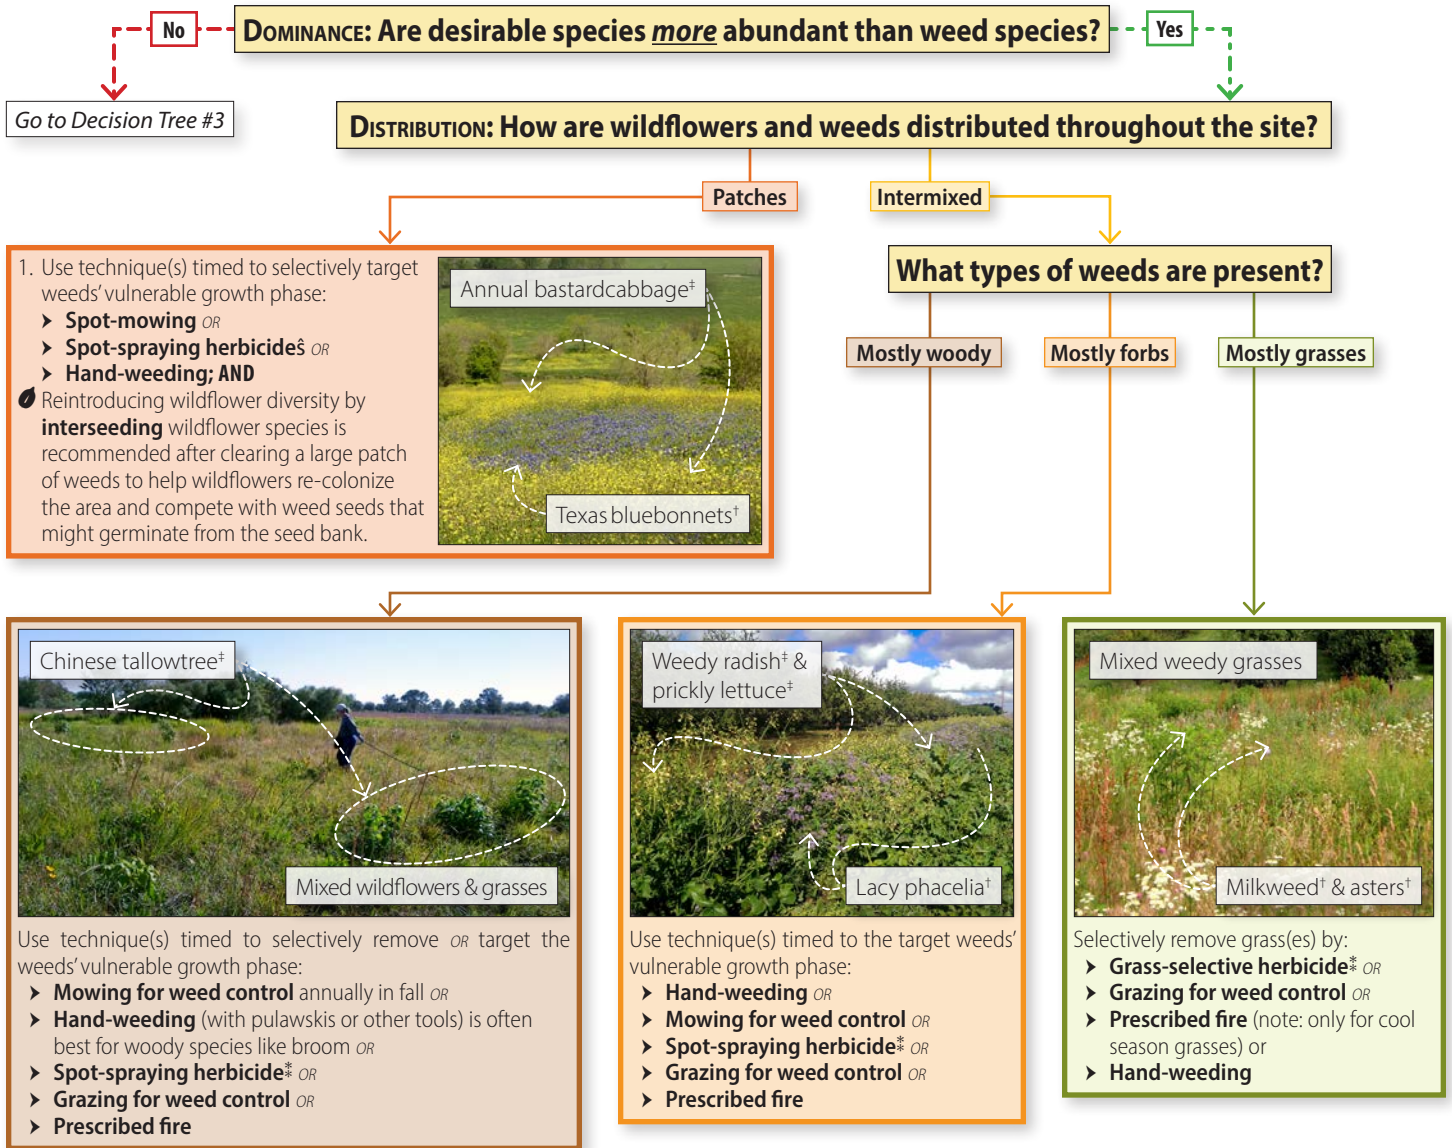 No
DOMINANCE: Are desirable species more abundant than weed species?
Yes
Go to Decision Tree #3
DISTRIBUTION: How are wildflowers and weeds distributed throughout the site?
Patches
Intermixed
1. Use technique(s) timed to selectively target
weeds' vulnerable growth phase:
➤ Spot-mowing OR
➤ Spot-spraying herbicideŝ OR
➤ Hand-weeding; AND
Reintroducing wildflower diversity by
interseeding wildflower species is
recommended after clearing a large patch
of weeds to help wildflowers re-colonize
the area and compete with weed seeds that
might germinate from the seed bank.
Annual bastardcabbage‡
Texas bluebonnets†
What types of weeds are present?
Mostly woody
Mostly forbs
Mostly grasses
Chinese tallowtree‡
Mixed wildflowers & grasses
Use technique(s) timed to selectively remove OR target the
weeds' vulnerable growth phase:
➤ Mowing for weed control annually in fall OR
➤ Hand-weeding (with pulawskis or other tools) is often
best for woody species like broom OR
➤ Spot-spraying herbicide⁑ OR
➤ Grazing for weed control OR
➤ Prescribed fire
Weedy radish‡ &
prickly lettuce‡
Lacy phacelia†
Use technique(s) timed to the target weeds'
vulnerable growth phase:
➤ Hand-weeding OR
➤ Mowing for weed control OR
➤ Spot-spraying herbicide⁑ OR
➤ Grazing for weed control OR
➤ Prescribed fire
Mixed weedy grasses
Milkweed† & asters†
Selectively remove grass(es) by:
➤ Grass-selective herbicide⁑ OR
➤ Grazing for weed control OR
➤ Prescribed fire (note: only for cool
season grasses) or
➤ Hand-weeding